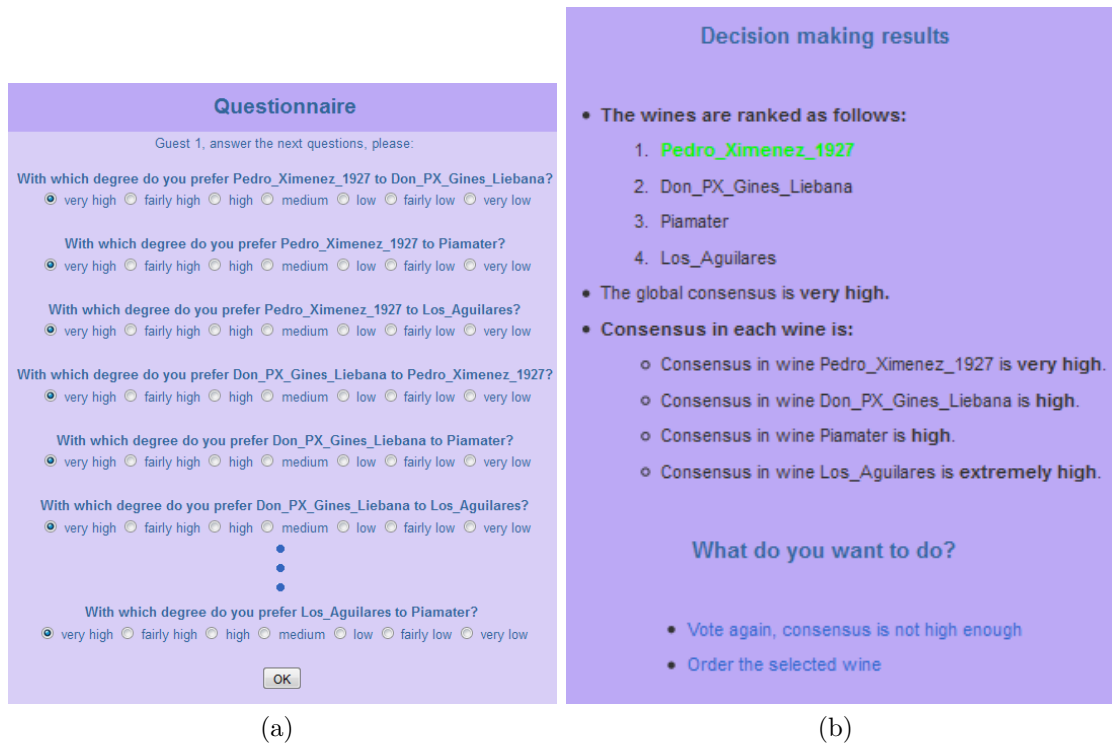 Questionnaire
Guest 1, answer the next questions, please:
With which degree do you prefer Pedro_Ximenez_1927 to Don_PX_Gines_Liebana?
very high fairly high high medium low fairly low very low
With which degree do you prefer Pedro_Ximenez_1927 to Piamater?
very high fairly high high medium low fairly low very low
With which degree do you prefer Pedro_Ximenez_1927 to Los_Aguilares?
very high fairly high high medium low fairly low very low
With which degree do you prefer Don_PX_Gines_Liebana to Pedro_Ximenez_1927?
very high fairly high high medium low fairly low very low
With which degree do you prefer Don_PX_Gines_Liebana to Piamater?
very high fairly high high medium low fairly low very low
With which degree do you prefer Don_PX_Gines_Liebana to Los_Aguilares?
very high fairly high high medium low fairly low very low
With which degree do you prefer Los_Aguilares to Piamater?
very high fairly high high medium low fairly low very low
OK
(a)
Decision making results
• The wines are ranked as follows:
1. Pedro_Ximenez_1927
2. Don_PX_Gines_Liebana
3. Piamater
4. Los_Aguilares
• The global consensus is very high.
• Consensus in each wine is:
Consensus in wine Pedro_Ximenez_1927 is very high.
Consensus in wine Don_PX_Gines_Liebana is high.
Consensus in wine Piamater is high.
Consensus in wine Los_Aguilares is extremely high.
What do you want to do?
• Vote again, consensus is not high enough
• Order the selected wine
(b)